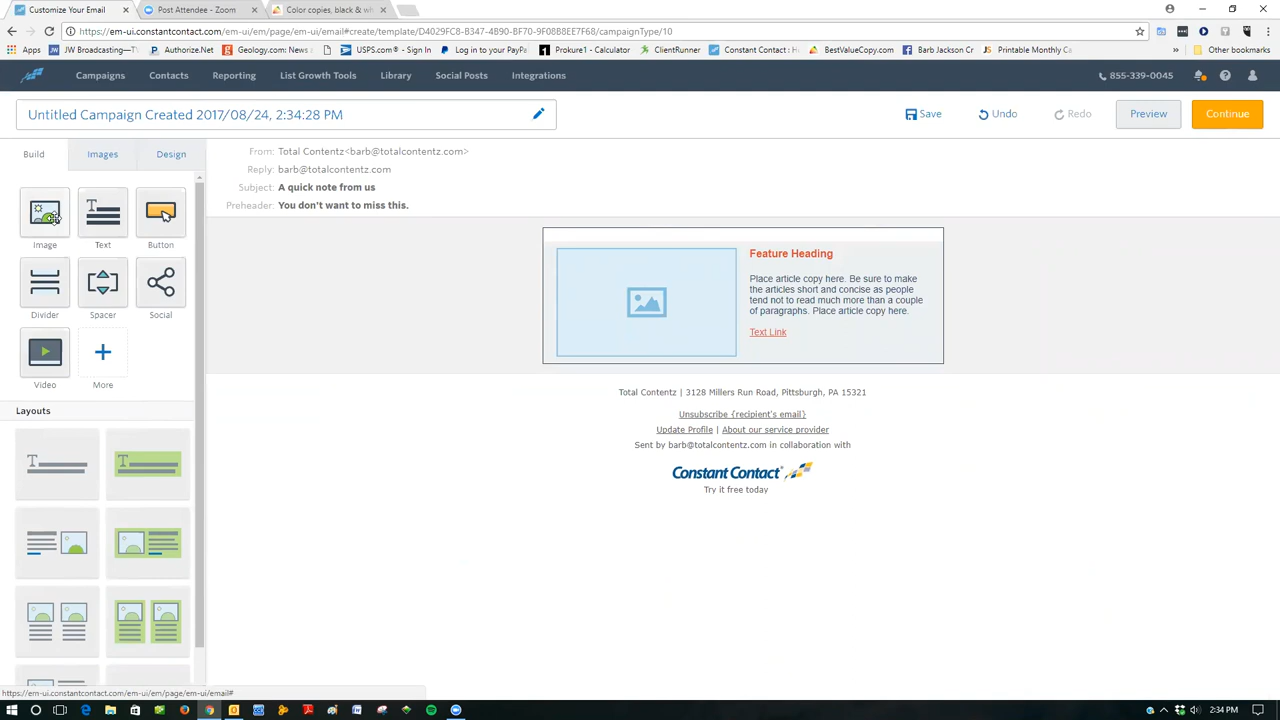 Customize Your Email
Post Attendee - Zoom
Color copies, black & wh
https://em-ui.constantcontact.com/em-ui/em/page/em-ui/email#create/template/D4029FC8-B347-4B90-BF70-9F08B8EE7F68/campaignType/10
Apps
JW Broadcasting—T
Authorize.Net
Geology.com: News a
USPS.com® - Sign In
Log in to your PayPal
Prokure1 - Calculator
ClientRunner
Constant Contact : H
BestValueCopy.com
Barb Jackson Cr
Printable Monthly Ca
»
Other bookmarks
Campaigns
Contacts
Reporting
List Growth Tools
Library
Social Posts
Integrations
855-339-0045
Untitled Campaign Created 2017/08/24, 2:34:28 PM
Save
Undo
Redo
Preview
Continue
Build
Images
Design
From: Total Contentz<barb@totalcontentz.com>
Reply: barb@totalcontentz.com
Subject: A quick note from us
Preheader: You don't want to miss this.
Image
Text
Button
Divider
Spacer
Social
Video
More
Layouts
Feature Heading
Place article copy here. Be sure to make
the articles short and concise as people
tend not to read much more than a couple
of paragraphs. Place article copy here.
Text Link
Total Contentz | 3128 Millers Run Road, Pittsburgh, PA 15321
Unsubscribe {recipient's email}
Update Profile | About our service provider
Sent by barb@totalcontentz.com in collaboration with
Constant Contact
Try it free today
https://em-ui.constantcontact.com/em-ui/em/page/em-ui/email#
2:34 PM